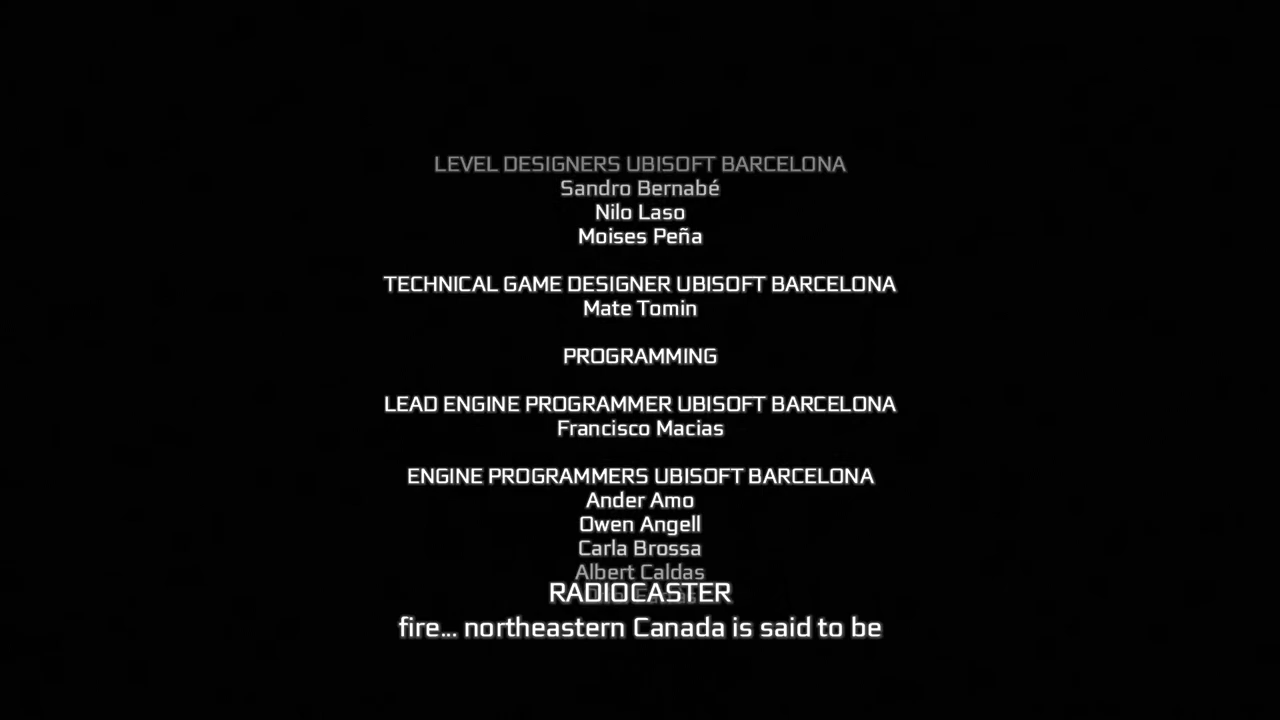 LEVEL DESIGNERS UBISOFT BARCELONA
Sandro Bernabé
Nilo Laso
Moises Peña
TECHNICAL GAME DESIGNER UBISOFT BARCELONA
Mate Tomin
PROGRAMMING
LEAD ENGINE PROGRAMMER UBISOFT BARCELONA
Francisco Macias
ENGINE PROGRAMMERS UBISOFT BARCELONA
Ander Amo
Owen Angell
Carla Brossa
Albert Caldas
RADIOCASTER
fire... northeastern Canada is said to be